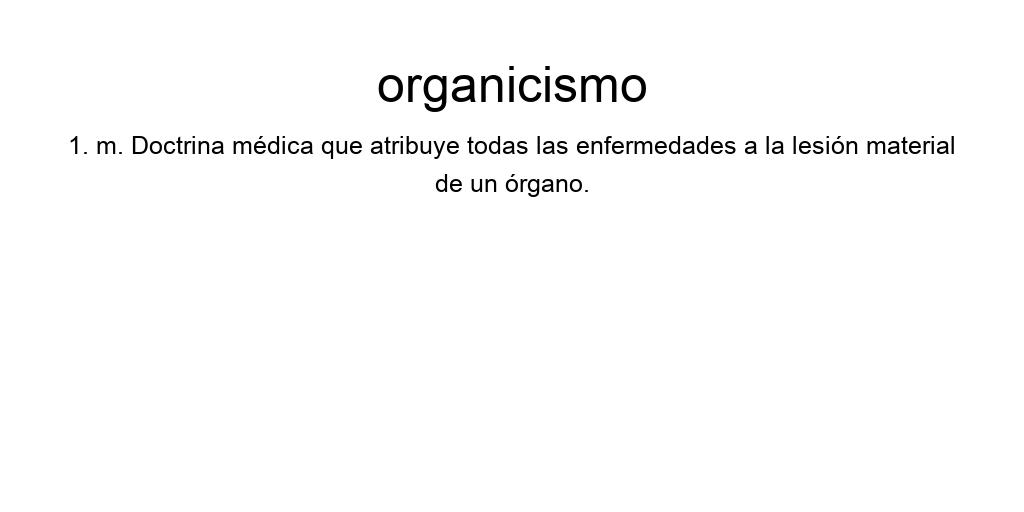 organicismo
1. m. Doctrina médica que atribuye todas las enfermedades a la lesión material
de un órgano.